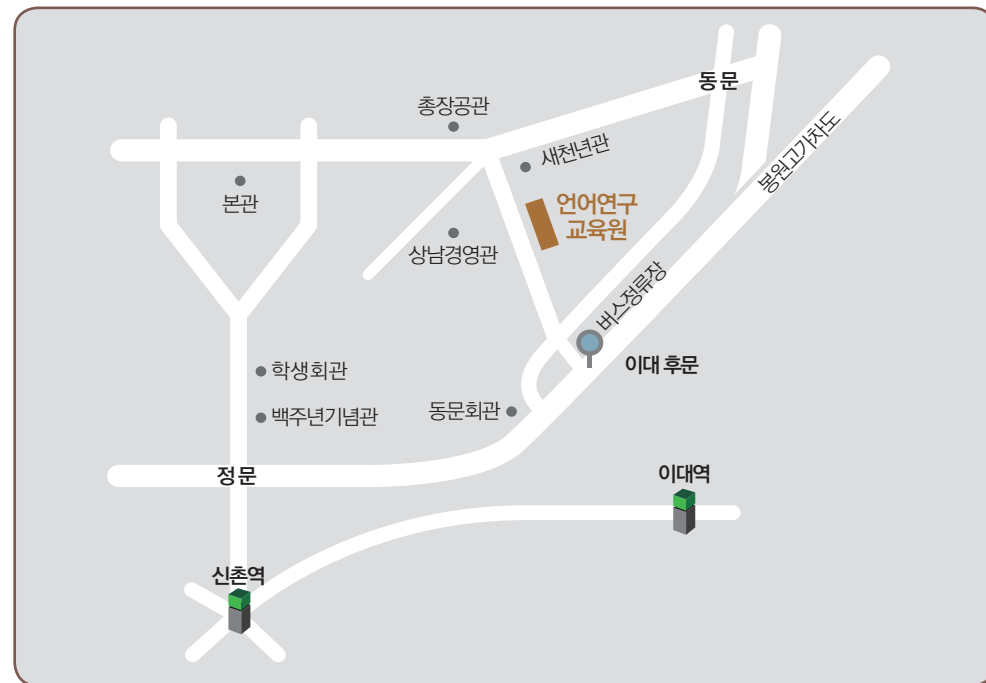 동문
총장공관
봉원고가차도
새천년관
본관
언어연구
교육원
상남경영관
버스정류장
이대 후문
학생회관
동문회관
백주년기념관
정문
이대역
신촌역